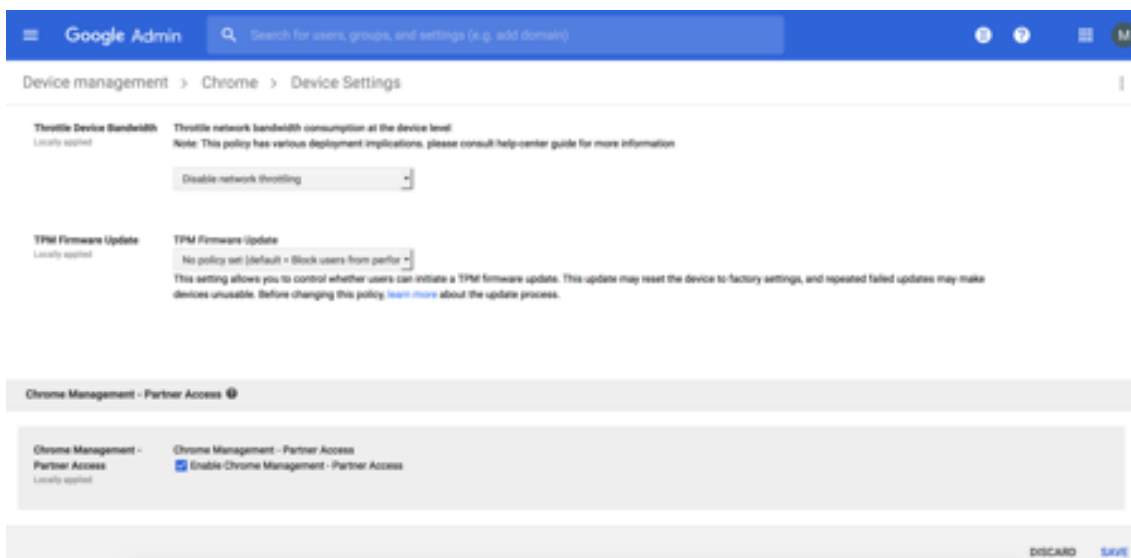 Google Admin
Search for users, groups, and settings (e.g. add domain)
M
Device management > Chrome > Device Settings
Throttle Device Bandwidth
Locally applied
Throttle network bandwidth consumption at the device level
Note: This policy has various deployment implications. please consult help-center guide for more information
Disable network throttling
TPM Firmware Update
Locally applied
TPM Firmware Update
No policy set (default = Block users from perfor
This setting allows you to control whether users can initiate a TPM firmware update. This update may reset the device to factory settings, and repeated failed updates may make
devices unusable. Before changing this policy, learn more about the update process.
Chrome Management - Partner Access
Chrome Management -
Partner Access
Locally applied
Chrome Management - Partner Access
Enable Chrome Management - Partner Access
DISCARD
SAVE